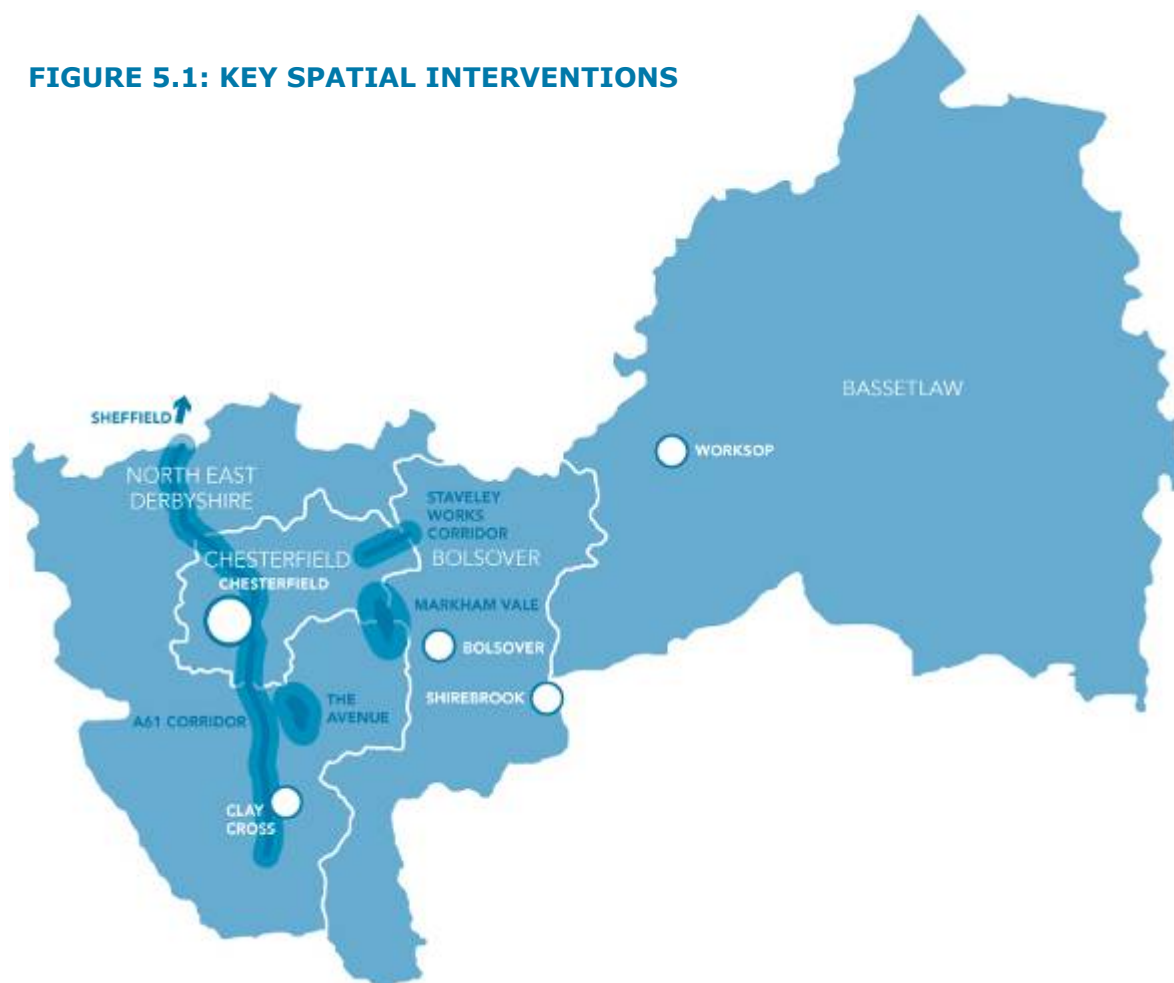 FIGURE 5.1: KEY SPATIAL INTERVENTIONS
BASSETLAW
SHEFFIELD
WORKSOP
NORTH EAST
DERBYSHIRE
STAVELEY
WORKS
CORRIDOR
CHESTERFIELD
BOLSOVER
CHESTERFIELD
MARKHAM VALE
BOLSOVER
SHIREBROOK
THE
AVENUE
A61 CORRIDOR
CLAY
CROSS